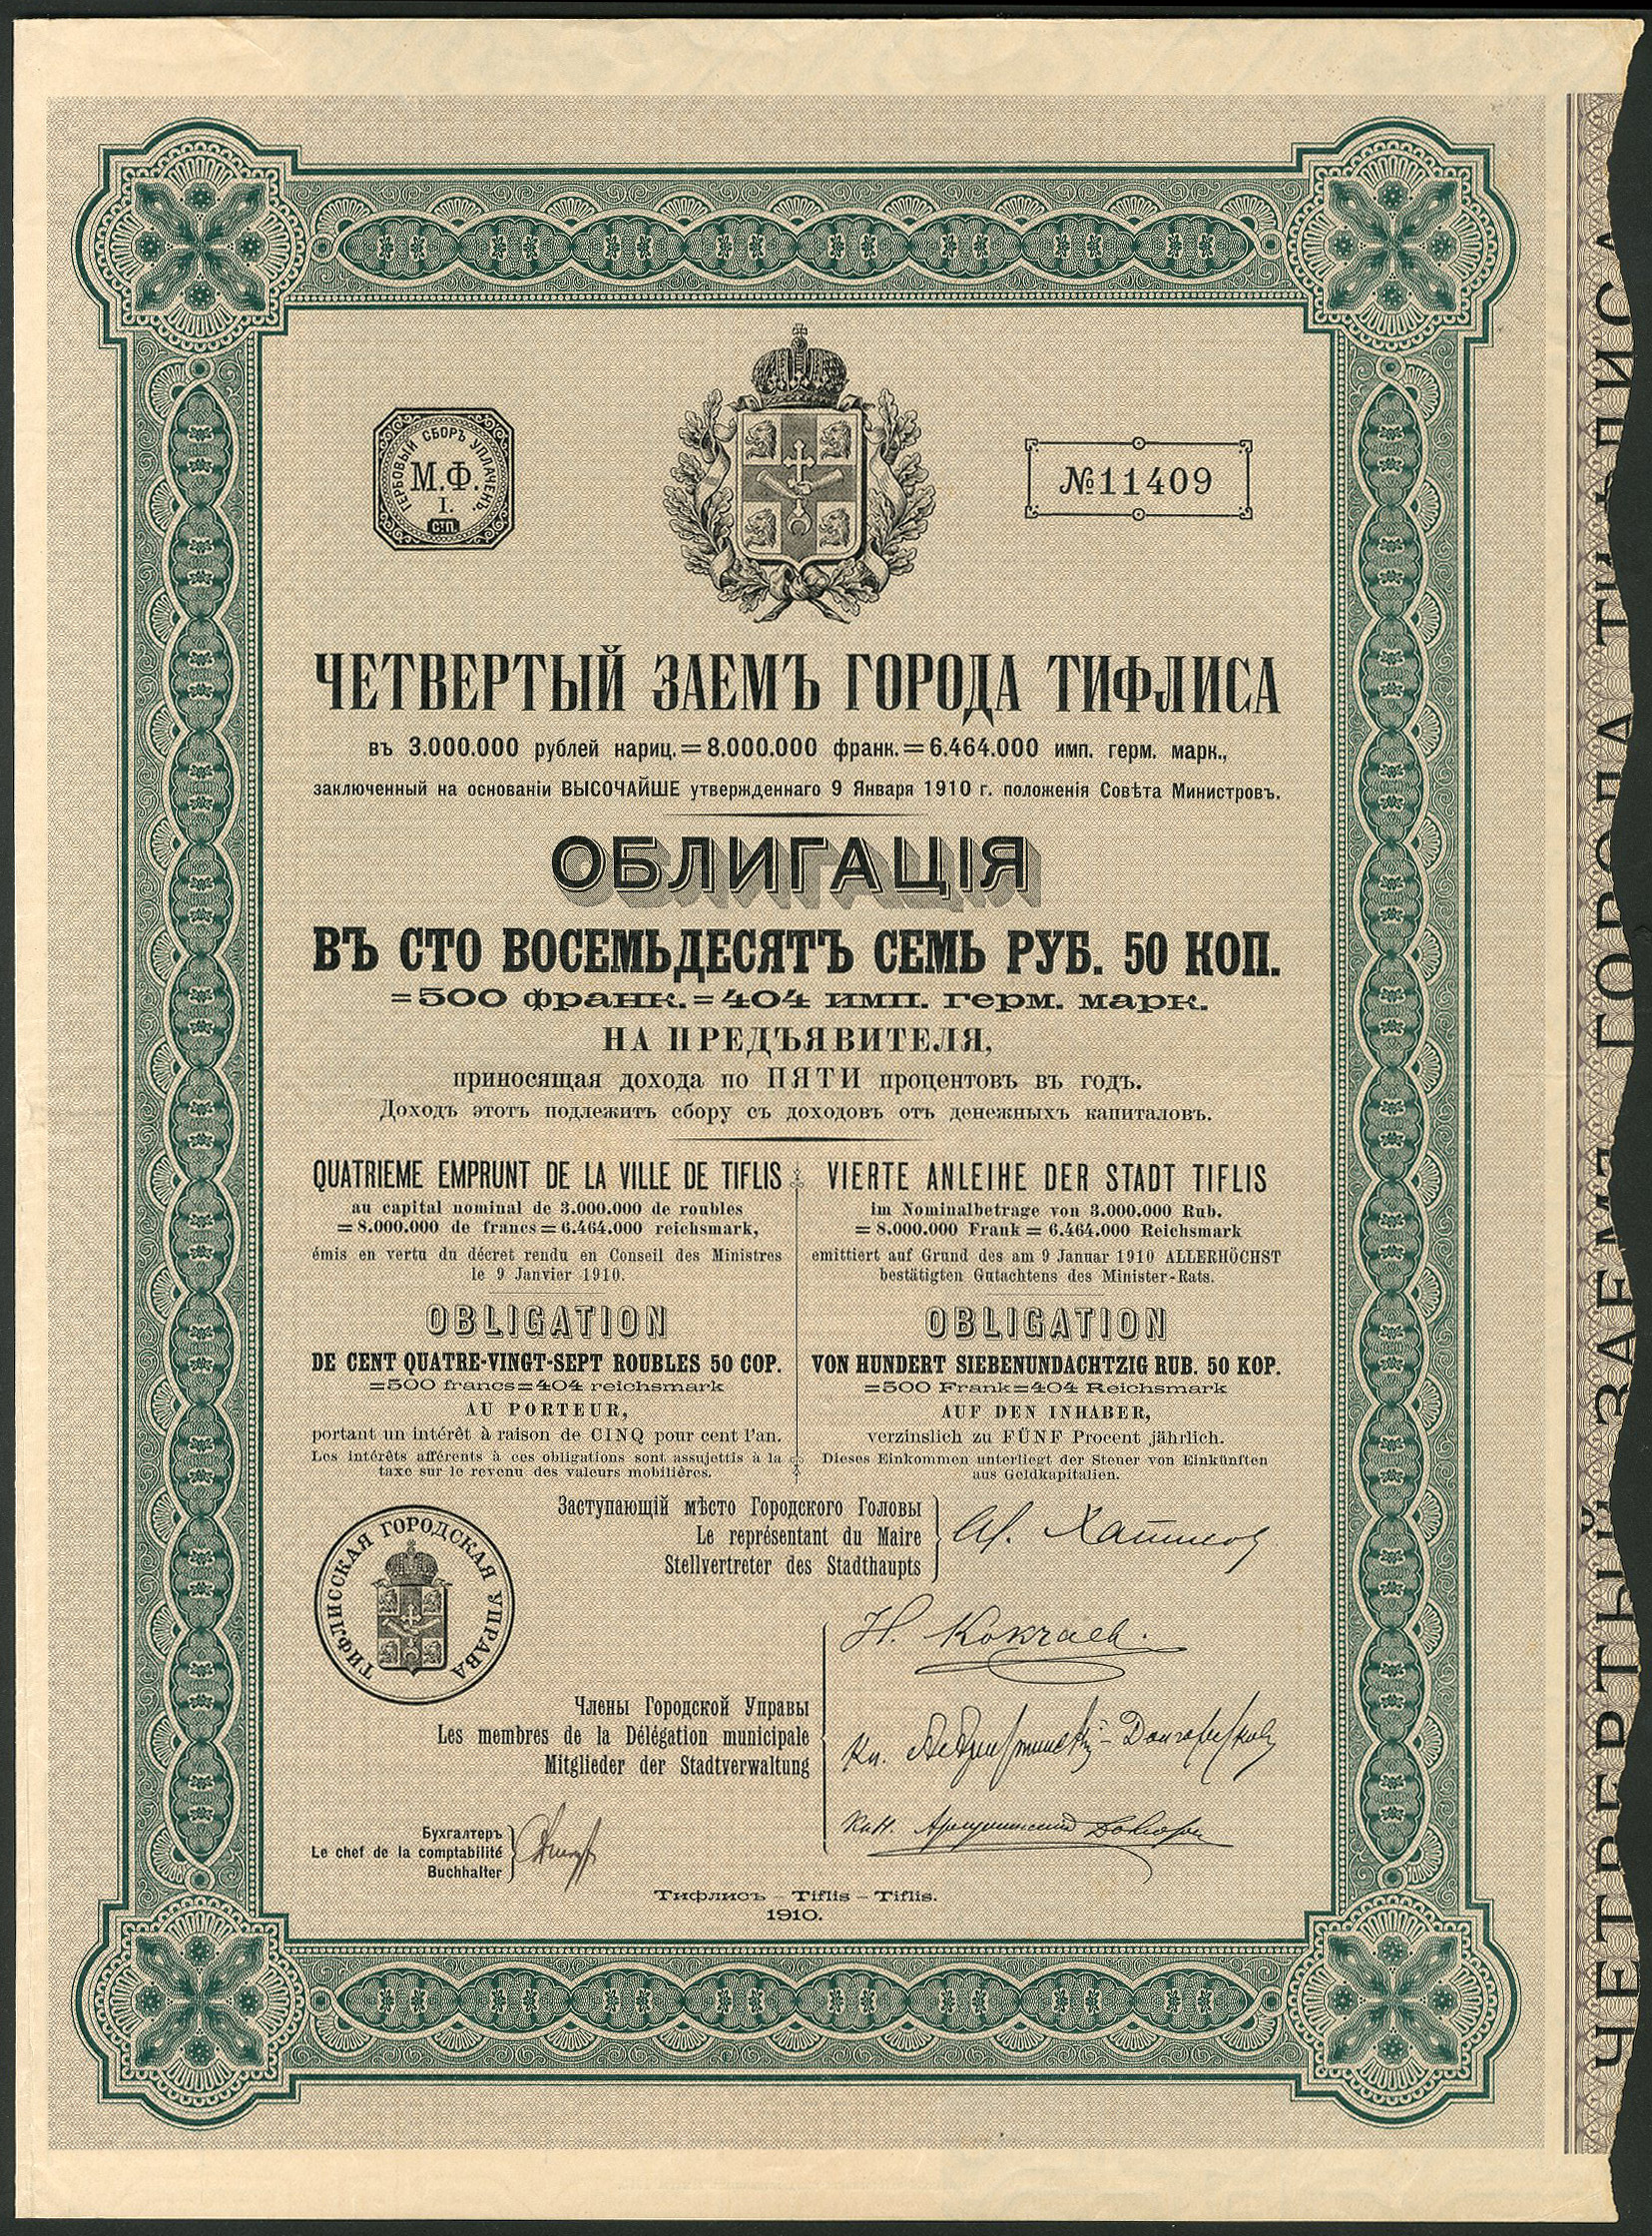 ГЕРБОВЫЙ СБОРЪ УПЛАЧЕНЪ.
М.Ф.
I.
СТП.
№11409
ЧЕТВЕРТЫЙ ЗАЕМЪ ГОРОДА ТИФЛИСА
въ 3.000.000 рублей нариц.=8.000.000 франк.=6.464.000 имп. герм. марк.,
заключенный на основаніи ВЫСОЧАЙШЕ утвержденнаго 9 Января 1910 г. положенія Совѣта Министровъ.
ОБЛИГАЦІЯ
ВЪ СТО ВОСЕМЬДЕСЯТЪ СЕМЬ РУБ. 50 КОП.
=500 франк.=404 имп. герм. марк.
НА ПРЕДЪЯВИТЕЛЯ,
приносящая дохода по ПЯТИ процентовъ въ годъ.
Доходъ этотъ подлежитъ сбору съ доходовъ отъ денежныхъ капиталовъ.
QUATRIEME EMPRUNT DE LA VILLE DE TIFLIS
au capital nominal de 3.000.000 de roubles
=8.000.000 de francs=6.464.000 reichsmark,
émis en vertu du décret rendu en Conseil des Ministres
le 9 Janvier 1910.
OBLIGATION
DE CENT QUATRE-VINGT-SEPT ROUBLES 50 COP.
=500 francs=404 reichsmark
AU PORTEUR,
portant un intérêt à raison de CINQ pour cent l'an.
Les intérêts afférents à ces obligations sont assujettis à la
taxe sur le revenu des valeurs mobilières.
VIERTE ANLEIHE DER STADT TIFLIS
im Nominalbetrage von 3.000.000 Rub.
=8.000.000 Frank=6.464.000 Reichsmark
emittiert auf Grund des am 9 Januar 1910 ALLERHÖCHST
bestätigten Gutachtens des Minister-Rats.
OBLIGATION
VON HUNDERT SIEBENUNDACHTZIG RUB. 50 KOP.
=500 Frank=404 Reichsmark
AUF DEN INHABER,
verzinslich zu FÜNF Procent jährlich.
Dieses Einkommen unterliegt der Steuer von Einkünften
aus Geldkapitalien.
Заступающій мѣсто Городского Головы
Le représentant du Maire
Stellvertreter des Stadthaupts
Хатисов
ТИФЛИССКАЯ ГОРОДСКАЯ УПРАВА
Н. Кокчаев.
Члены Городской Управы
Les membres de la Délégation municipale
Mitglieder der Stadtverwaltung
Кн.
Кн. Аргутинский
Бухгалтеръ
Le chef de la comptabilité
Buchhalter
Тифлисъ – Tiflis – Tiflis.
1910.
ЧЕТВЕРТЫЙ ЗАЕМЪ ГОРОДА ТИФЛИСА